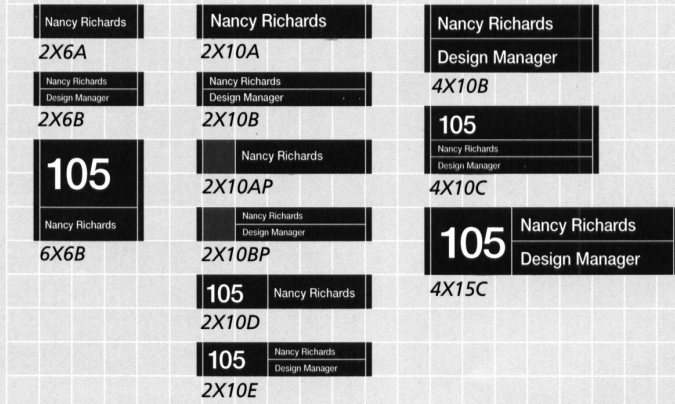 Nancy Richards
2X6A
Nancy Richards
Design Manager
2X6B
105
Nancy Richards
6X6B
Nancy Richards
2X10A
Nancy Richards
Design Manager
2X10B
Nancy Richards
2X10AP
Nancy Richards
Design Manager
2X10BP
105
Nancy Richards
2X10D
105
Nancy Richards
Design Manager
2X10E
Nancy Richards
Design Manager
4X10B
105
Nancy Richards
Design Manager
4X10C
105
Nancy Richards
Design Manager
4X15C